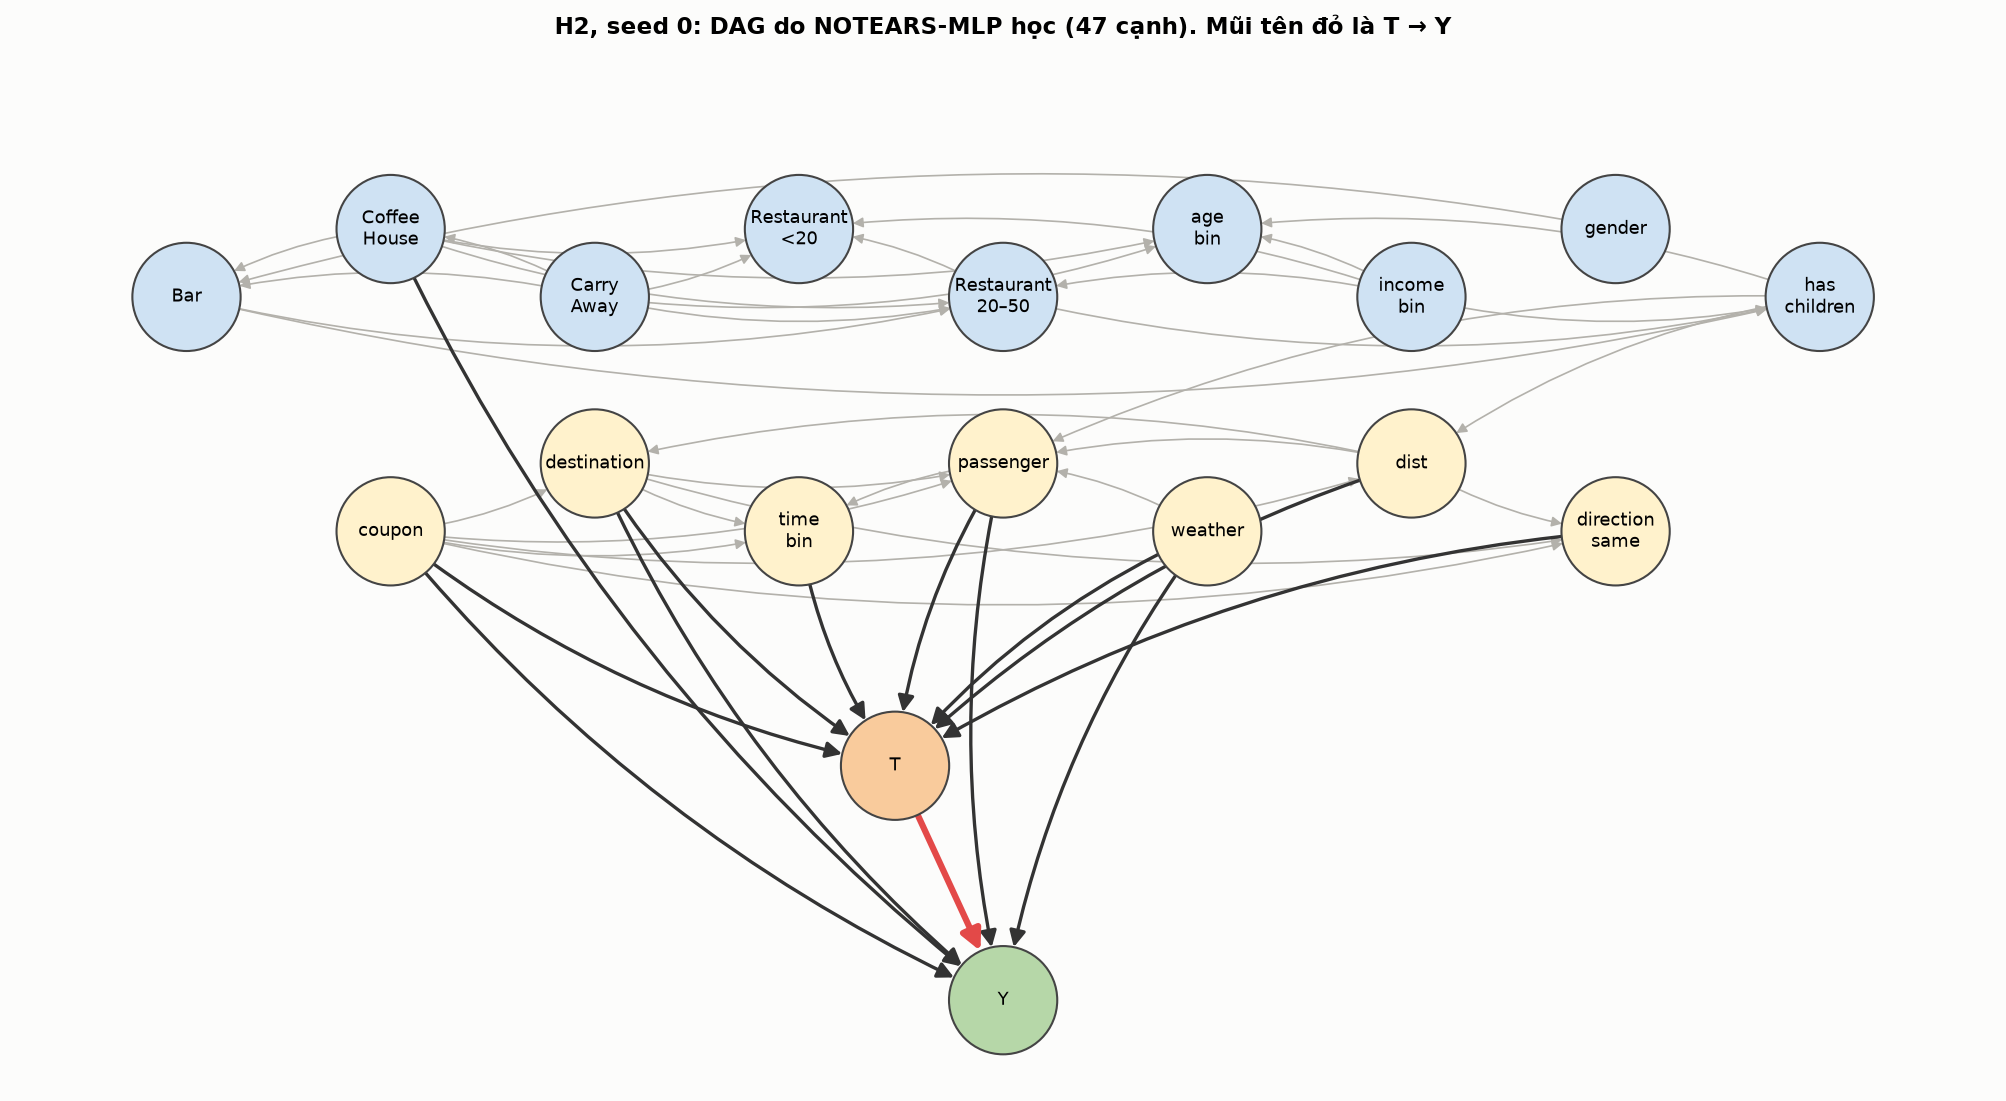 H2, seed 0: DAG do NOTEARS-MLP học (47 cạnh). Mũi tên đỏ là T → Y
Coffee
House
Restaurant
<20
age
bin
gender
Bar
Carry
Away
Restaurant
20–50
income
bin
has
children
destination
passenger
dist
coupon
time
bin
weather
direction
same
T
Y